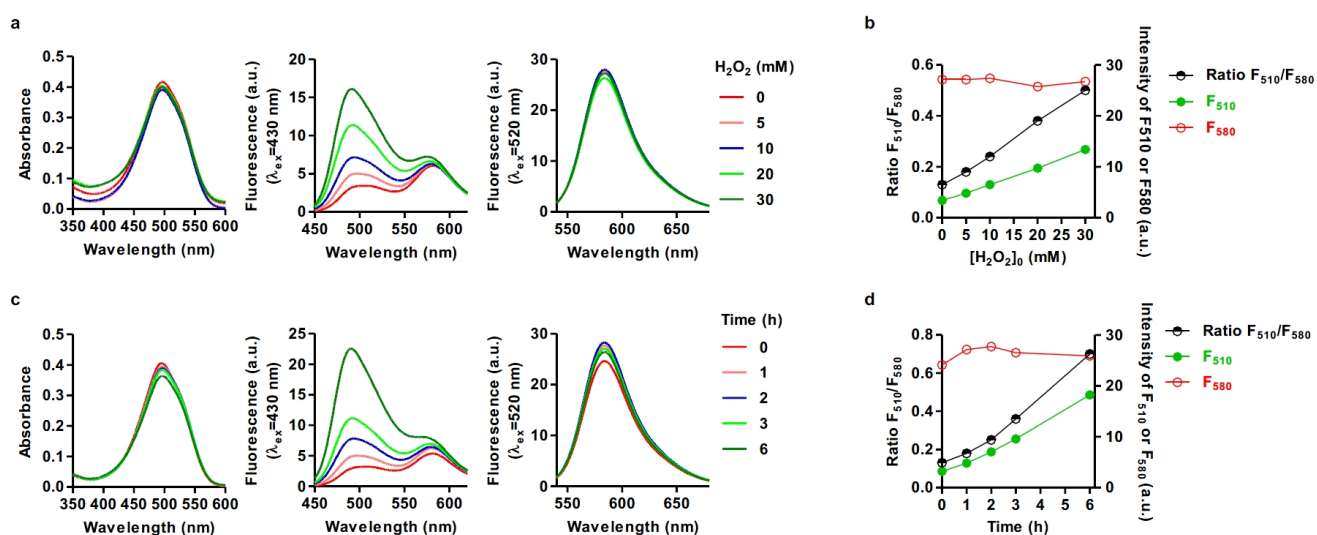 a
Absorbance
0.5
0.4
0.3
0.2
0.1
0.0
350 400 450 500 550 600
Wavelength (nm)
Fluorescence (a.u.)
(λex=430 nm)
20
15
10
5
0
450 500 550 600
Wavelength (nm)
Fluorescence (a.u.)
(λex=520 nm)
30
20
10
0
550 600 650
Wavelength (nm)
H2O2 (mM)
0
5
10
20
30
b
Ratio F510/F580
0.6
0.4
0.2
0.0
0 5 10 15 20 25 30
[H2O2]0 (mM)
30
20
10
0
Intensity of F510 or F580 (a.u.)
Ratio F510/F580
F510
F580
c
Absorbance
0.5
0.4
0.3
0.2
0.1
0.0
350 400 450 500 550 600
Wavelength (nm)
Fluorescence (a.u.)
(λex=430 nm)
25
20
15
10
5
0
450 500 550 600
Wavelength (nm)
Fluorescence (a.u.)
(λex=520 nm)
30
20
10
0
550 600 650
Wavelength (nm)
Time (h)
0
1
2
3
6
d
Ratio F510/F580
0.8
0.6
0.4
0.2
0.0
0 1 2 3 4 5 6
Time (h)
30
20
10
0
Intensity of F510 or F580 (a.u.)
Ratio F510/F580
F510
F580